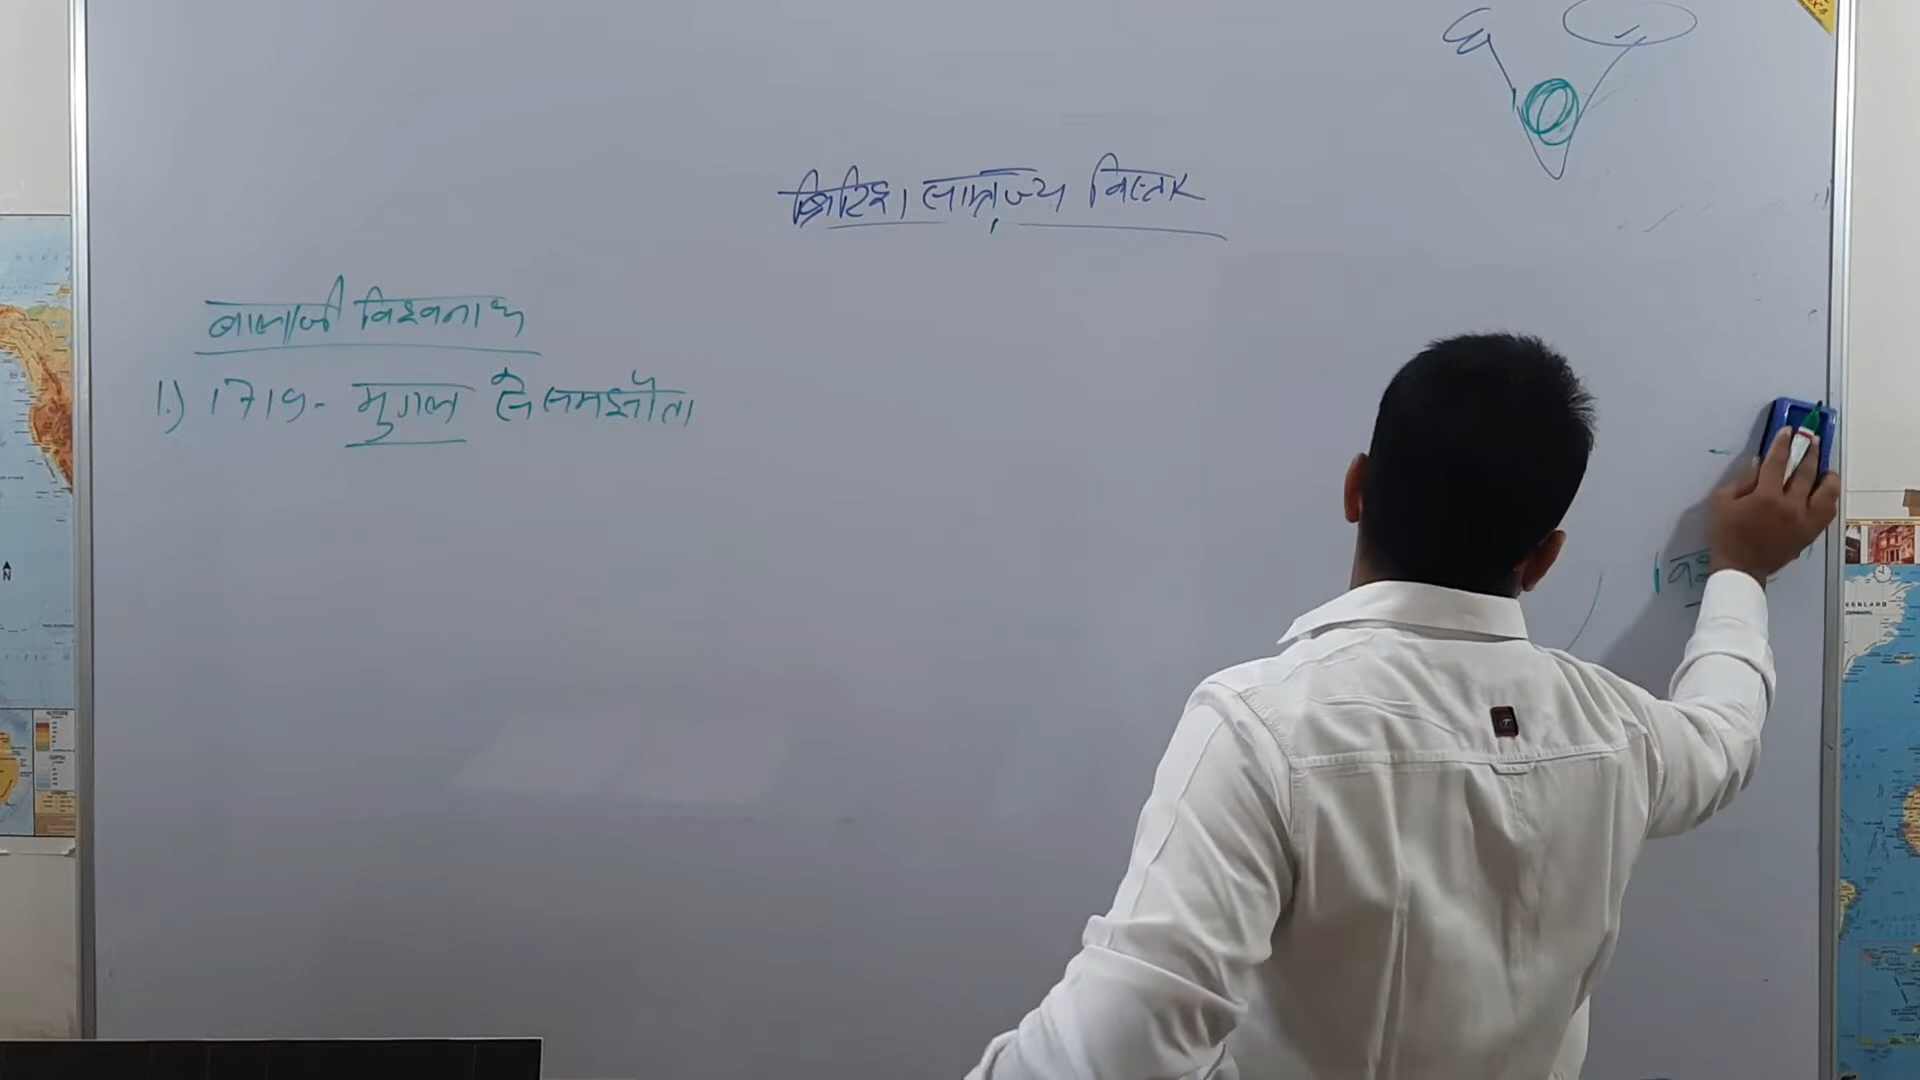 ब्रिटिश साम्राज्य विस्तार
बालाजी विश्वनाथ
1.) 1719- मुगल से समझौता